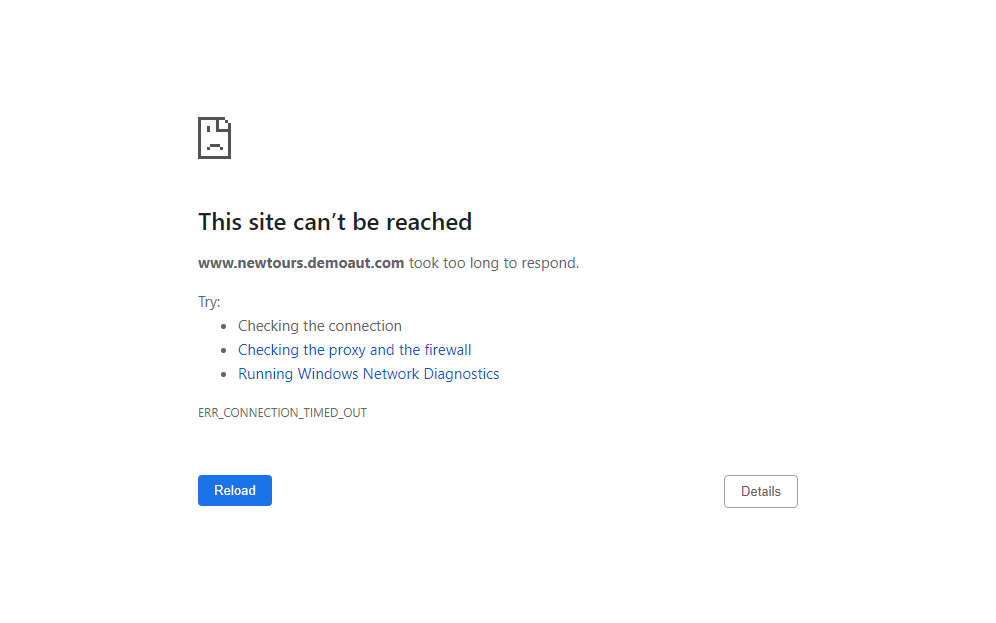 This site can’t be reached
www.newtours.demoaut.com took too long to respond.
Try:
Checking the connection
Checking the proxy and the firewall
Running Windows Network Diagnostics
ERR_CONNECTION_TIMED_OUT
Reload
Details